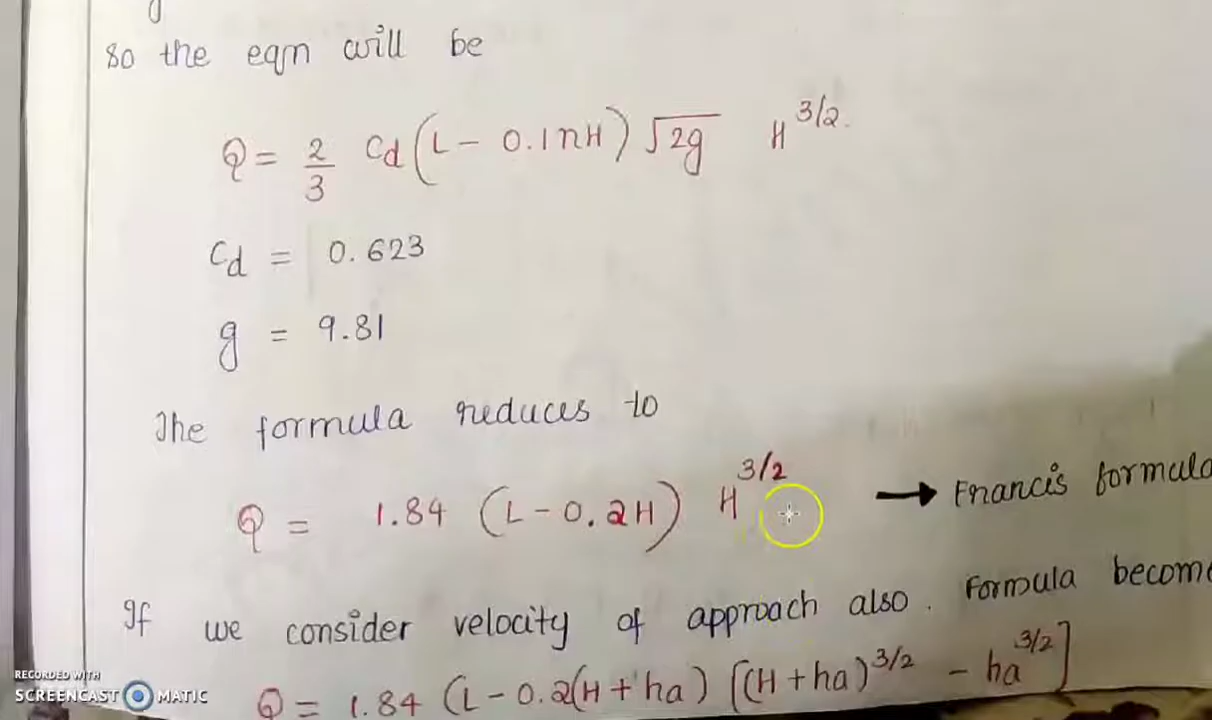 so the eqn will be
Q = 2/3 Cd (L - 0.1nH) √2g H^3/2.
Cd = 0.623
g = 9.81
The formula reduces to
Q = 1.84 (L - 0.2H) H^3/2 → Francis formula
If we consider velocity of approach also. Formula become
Q = 1.84 (L - 0.2(H + ha) [(H + ha)^3/2 - ha^3/2]
RECORDED WITH
SCREENCAST MATIC